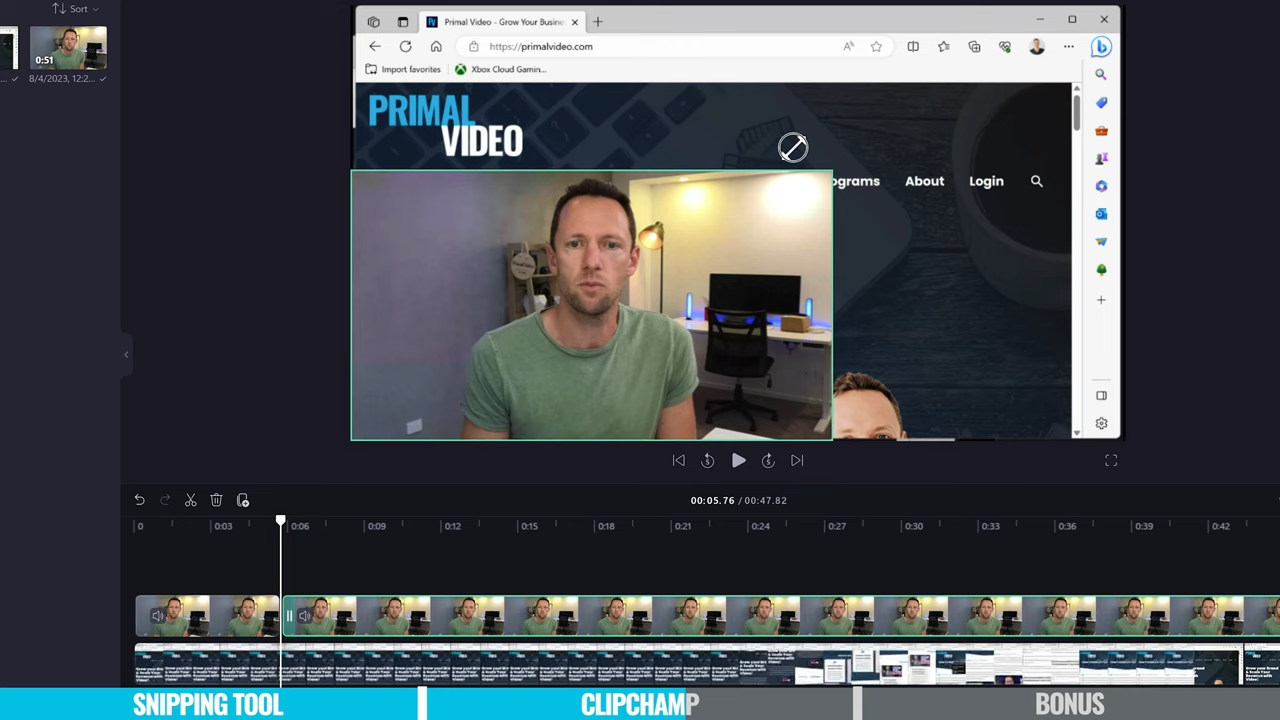 Sort
0:51
8/4/2023, 12:2...
Primal Video - Grow Your Busine
https://primalvideo.com
Import favorites
Xbox Cloud Gamin...
PRIMAL
VIDEO
ograms
About
Login
00:05.76 / 00:47.82
0
0:03
0:06
0:09
0:12
0:15
0:18
0:21
0:24
0:27
0:30
0:33
0:36
0:39
0:42
SNIPPING TOOL
CLIPCHAMP
BONUS